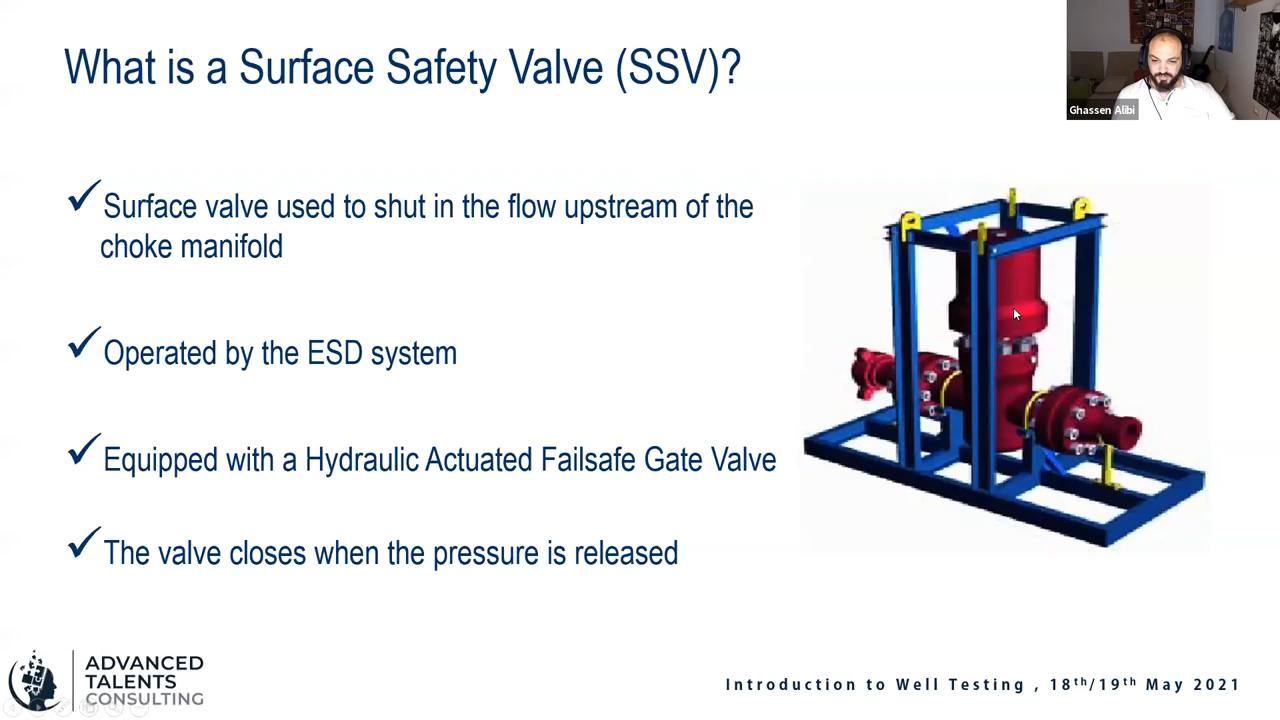 What is a Surface Safety Valve (SSV)?
Ghassen Alibi
✓Surface valve used to shut in the flow upstream of the
choke manifold
✓Operated by the ESD system
✓Equipped with a Hydraulic Actuated Failsafe Gate Valve
✓The valve closes when the pressure is released
ADVANCED
TALENTS
CONSULTING
Introduction to Well Testing , 18th/19th May 2021